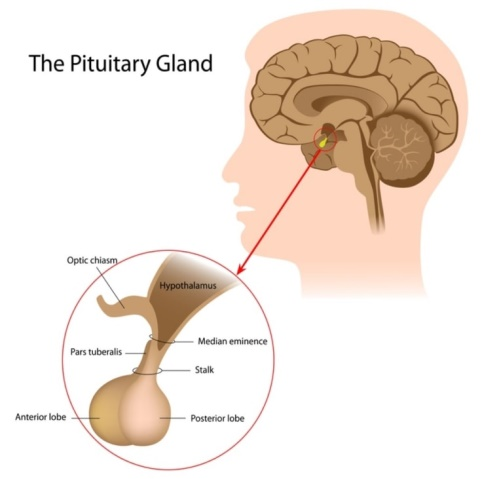 The Pituitary Gland
Optic chiasm
Hypothalamus
Median eminence
Pars tuberalis
Stalk
Anterior lobe
Posterior lobe